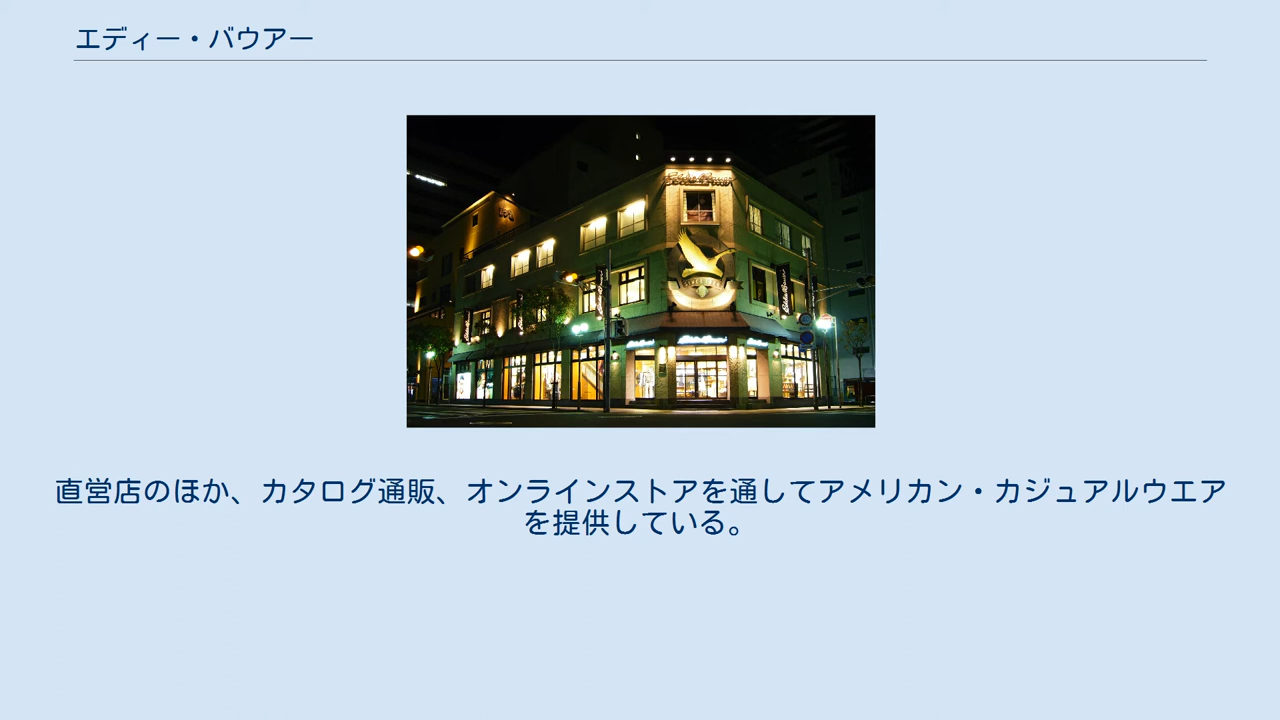 エディー・バウアー
直営店のほか、カタログ通販、オンラインストアを通してアメリカン・カジュアルウエア
を提供している。